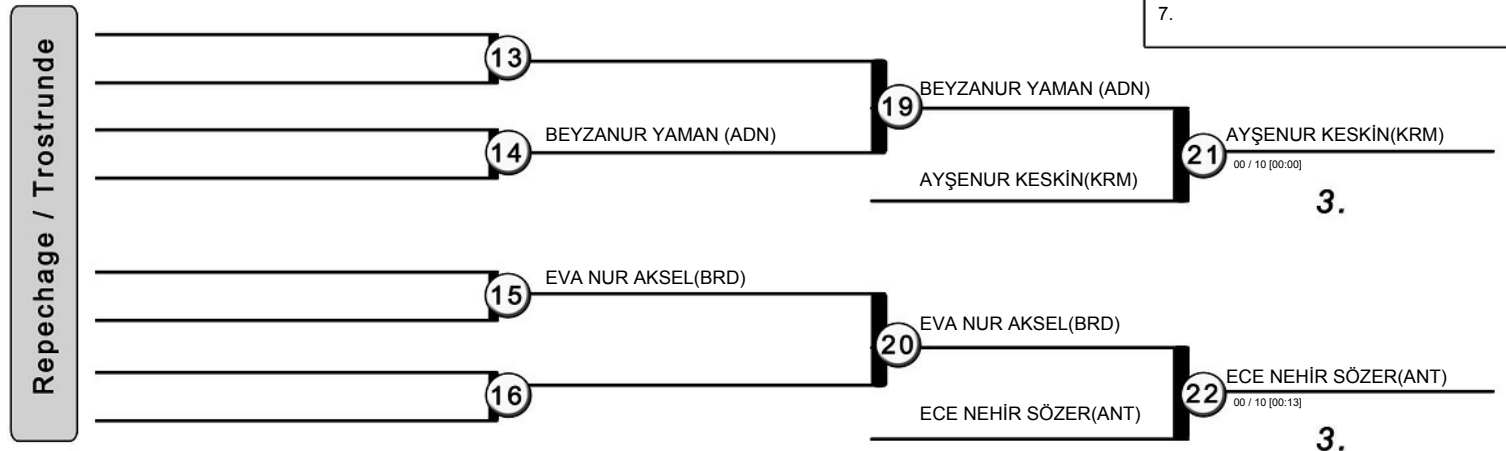 Repechage / Trostrunde
7.
13
BEYZANUR YAMAN (ADN)
19
BEYZANUR YAMAN (ADN)
14
AYŞENUR KESKİN(KRM)
21
00 / 10 [00:00]
AYŞENUR KESKİN(KRM)
3.
EVA NUR AKSEL(BRD)
15
EVA NUR AKSEL(BRD)
20
ECE NEHİR SÖZER(ANT)
16
22
00 / 10 [00:13]
ECE NEHİR SÖZER(ANT)
3.